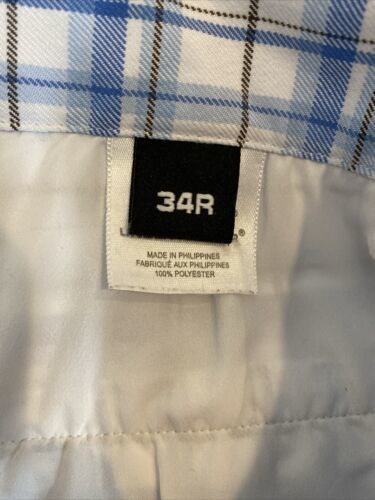 34R
®
MADE IN PHILIPPINES
FABRIQUÉ AUX PHILIPPINES
100% POLYESTER